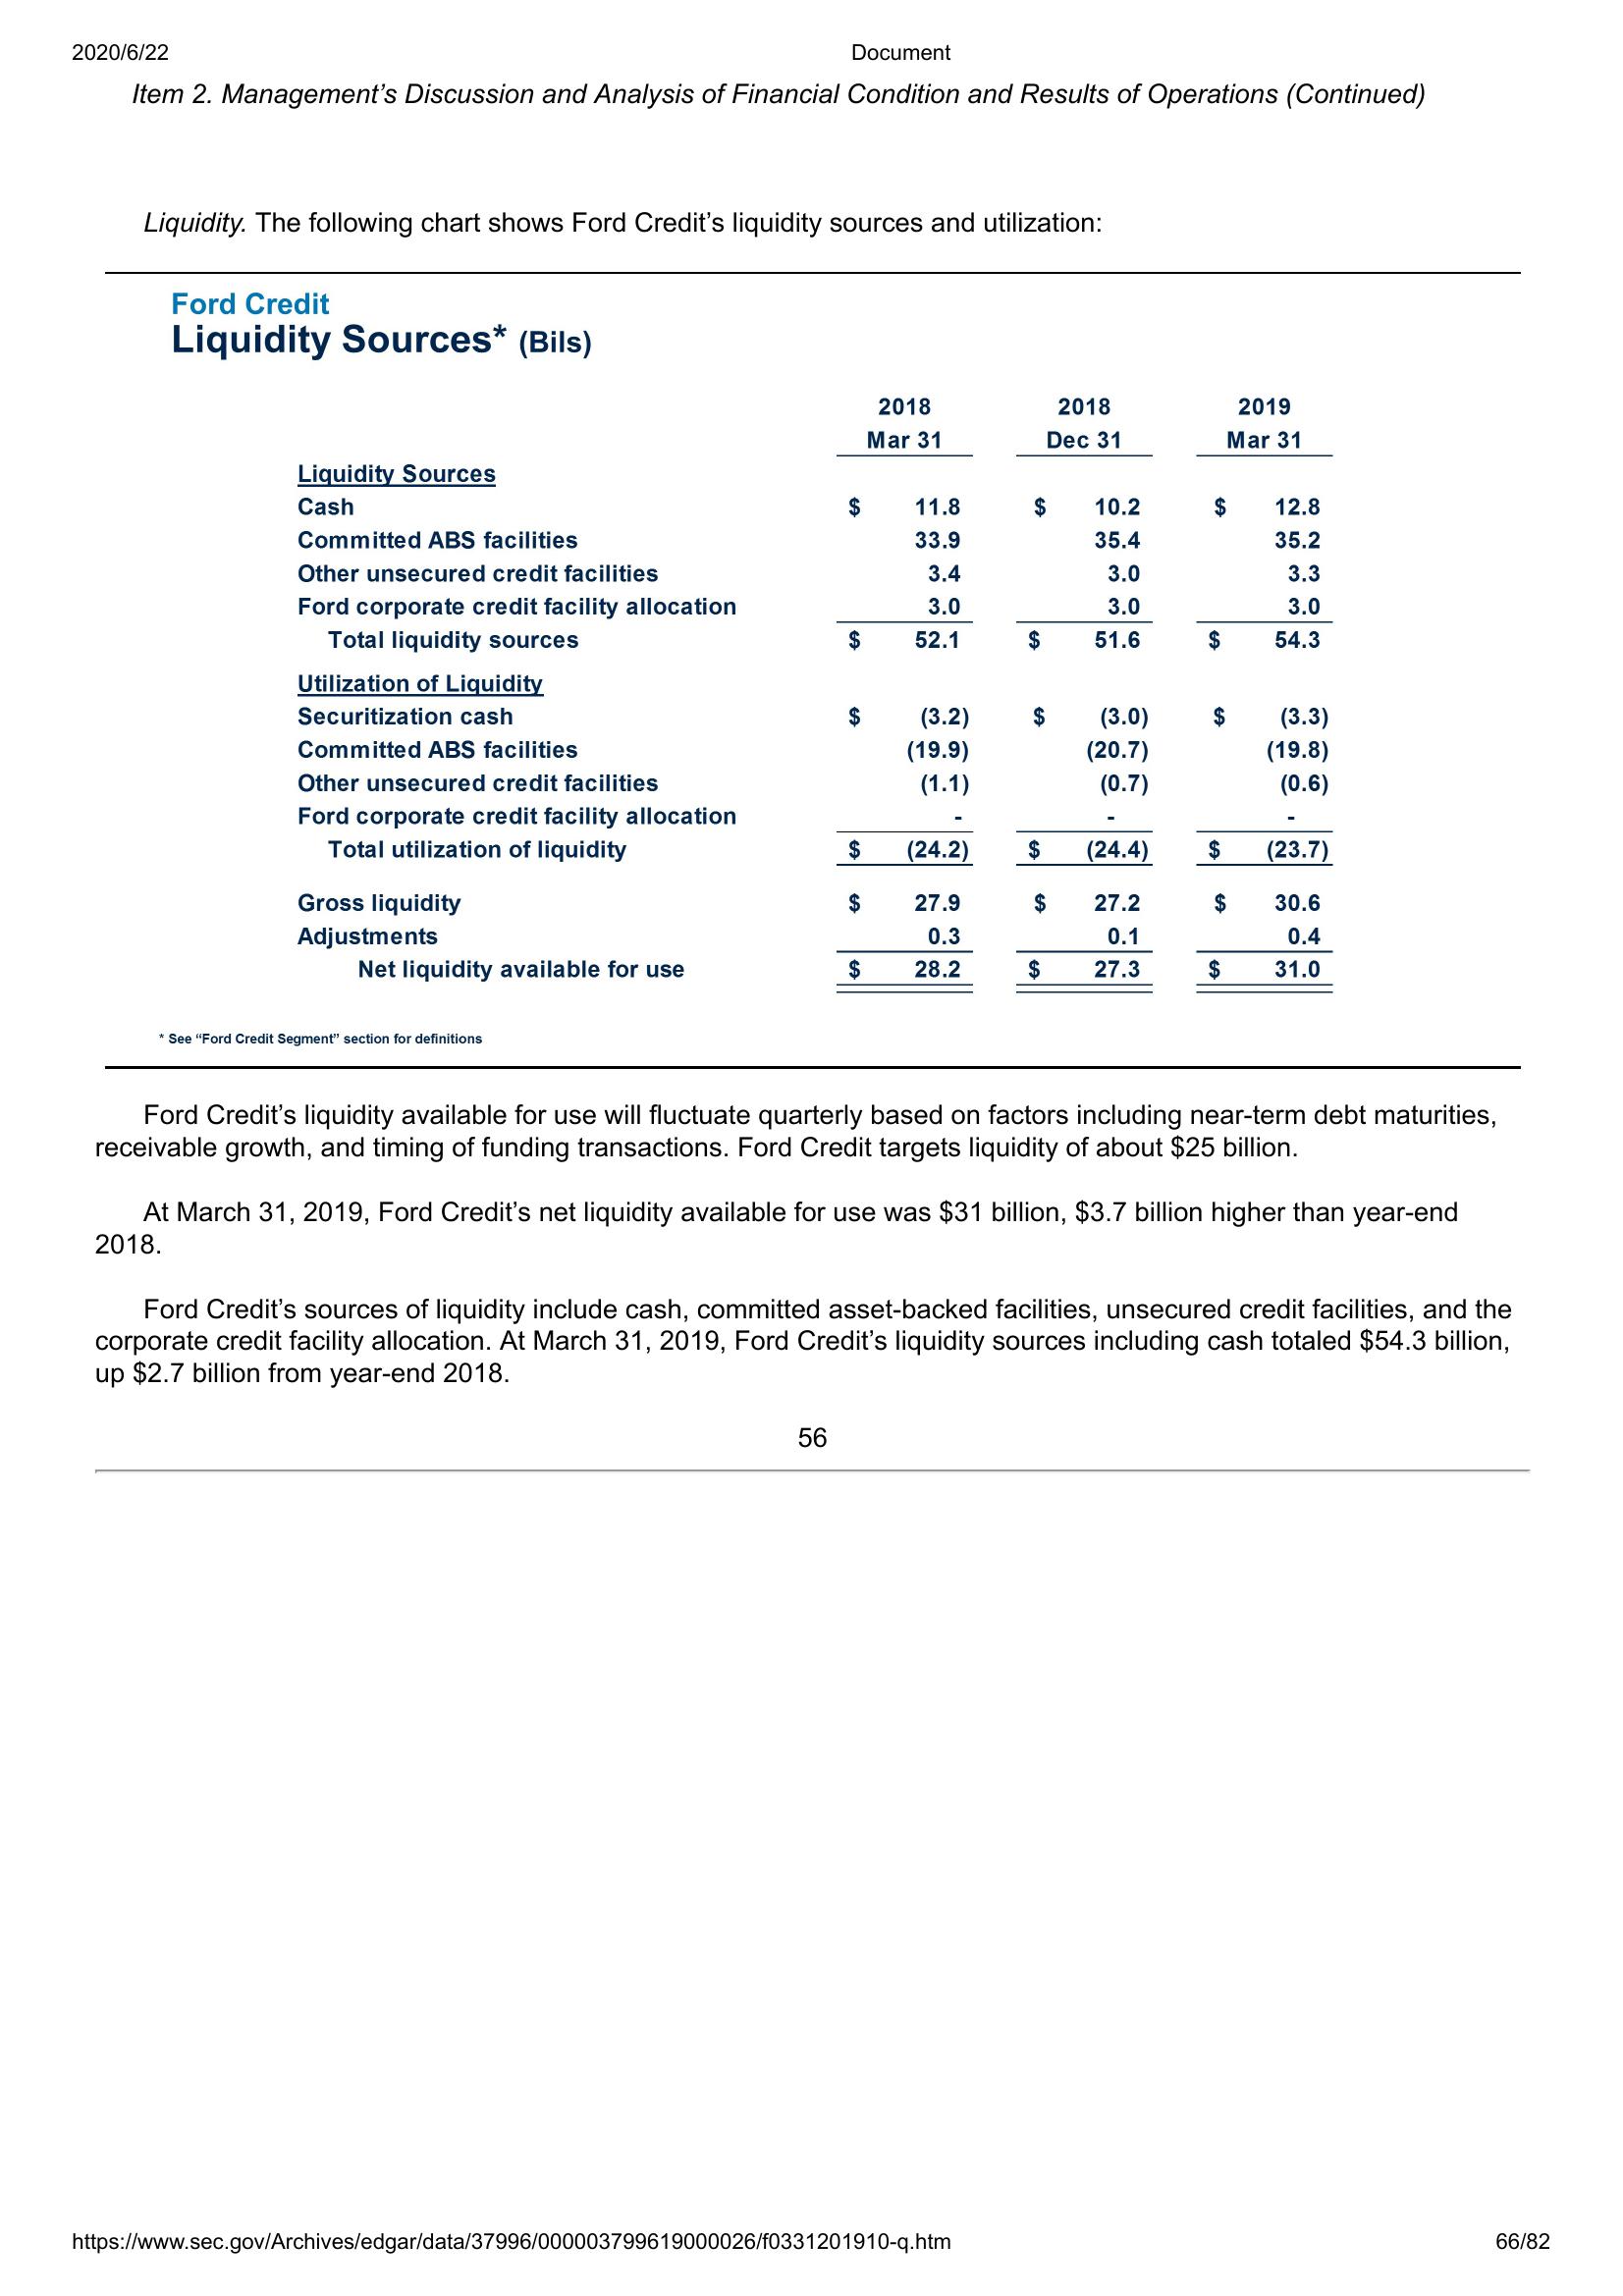 2020/6/22 Document
Item 2. Management’s Discussion and Analysis of Financial Condition and Results of Operations (Continued)
Liquidity. The following chart shows Ford Credit’s liquidity sources and utilization:
Ford Credit
Liquidity Sources* (Bils)
2018 2018 2019
Mar 31 Dec 31 Mar 31
Liquidity Sources
Cash $ 11.8 $ 10.2 $ 12.8
Committed ABS facilities 33.9 35.4 35.2
Other unsecured credit facilities 3.4 3.0 3.3
Ford corporate credit facility allocation 3.0 3.0 3.0
Total liquidity sources $ 52.1 $ 51.6 $ 54.3
Utilization of Liquidity
Securitization cash $ (3.2) $ (3.0) $ (3.3)
Committed ABS facilities (19.9) (20.7) (19.8)
Other unsecured credit facilities (1.1) (0.7) (0.6)
Ford corporate credit facility allocation - - -
Total utilization of liquidity $ (24.2) $ (24.4) $ (23.7)
Gross liquidity $ 27.9 $ 27.2 $ 30.6
Adjustments 0.3 0.1 0.4
Net liquidity available for use $ 28.2 $ 27.3 $ 31.0
* See “Ford Credit Segment” section for definitions
Ford Credit’s liquidity available for use will fluctuate quarterly based on factors including near-term debt maturities,
receivable growth, and timing of funding transactions. Ford Credit targets liquidity of about $25 billion.
At March 31, 2019, Ford Credit’s net liquidity available for use was $31 billion, $3.7 billion higher than year-end
2018.
Ford Credit’s sources of liquidity include cash, committed asset-backed facilities, unsecured credit facilities, and the
corporate credit facility allocation. At March 31, 2019, Ford Credit’s liquidity sources including cash totaled $54.3 billion,
up $2.7 billion from year-end 2018.
56
https://www.sec.gov/Archives/edgar/data/37996/000003799619000026/f0331201910-q.htm 66/82